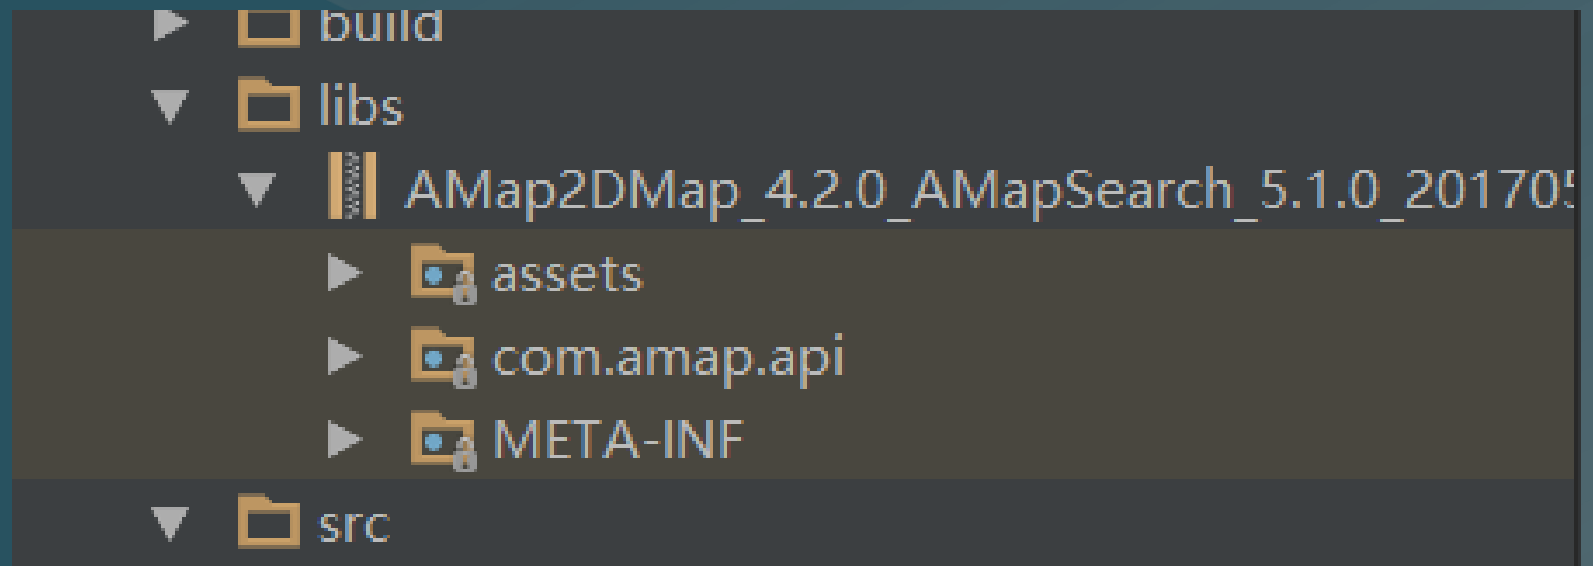 build
libs
AMap2DMap_4.2.0_AMapSearch_5.1.0_201705
assets
com.amap.api
META-INF
src